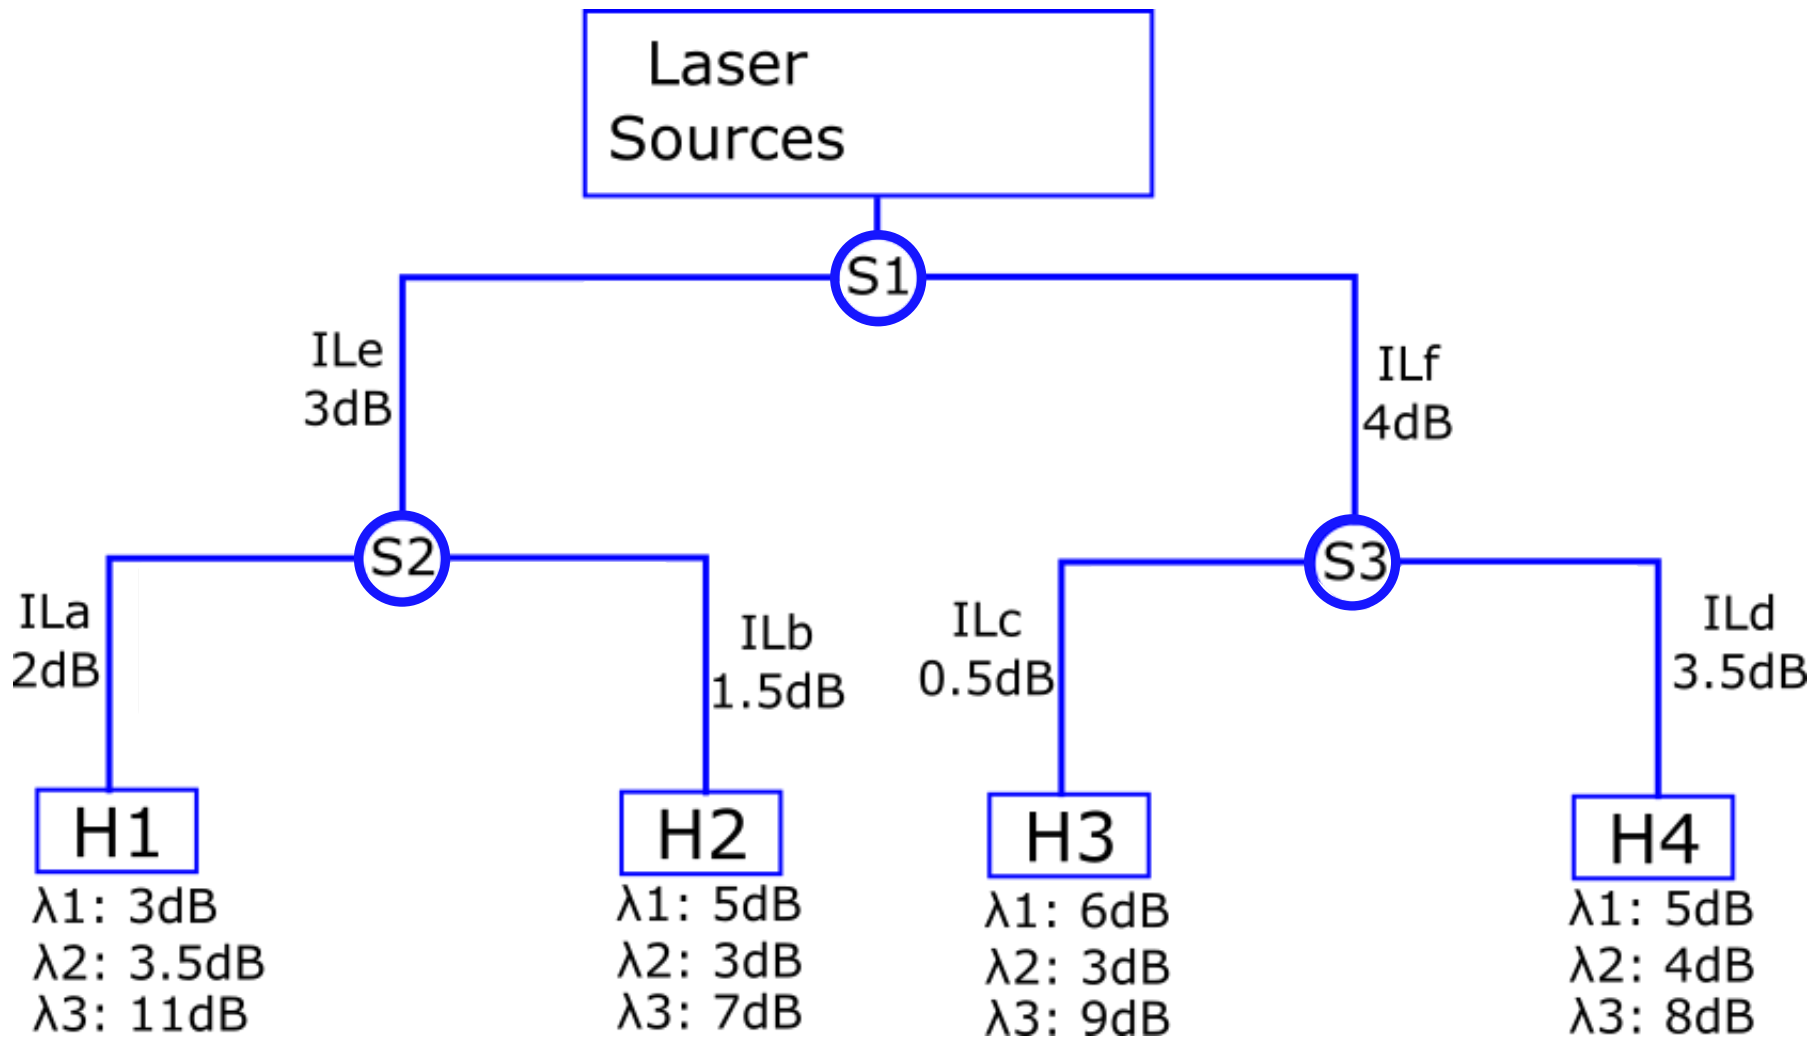 Laser
Sources
S1
ILe
3dB
ILf
4dB
S2
S3
ILa
2dB
ILb
1.5dB
ILc
0.5dB
ILd
3.5dB
H1
λ1: 3dB
λ2: 3.5dB
λ3: 11dB
H2
λ1: 5dB
λ2: 3dB
λ3: 7dB
H3
λ1: 6dB
λ2: 3dB
λ3: 9dB
H4
λ1: 5dB
λ2: 4dB
λ3: 8dB